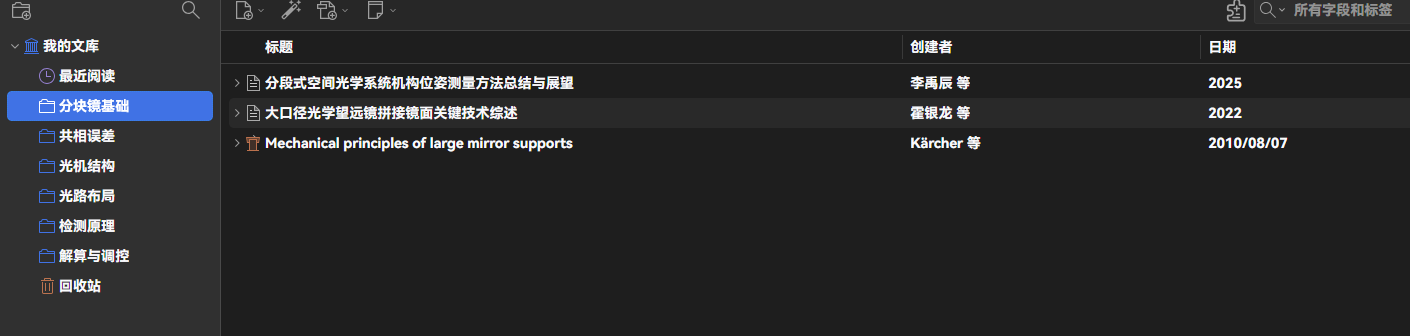 所有字段和标签
我的文库
最近阅读
分块镜基础
共相误差
光机结构
光路布局
检测原理
解算与调控
回收站
标题 创建者 日期
分段式空间光学系统机构位姿测量方法总结与展望 李禹辰 等 2025
大口径光学望远镜拼接镜面关键技术综述 霍银龙 等 2022
Mechanical principles of large mirror supports Kärcher 等 2010/08/07